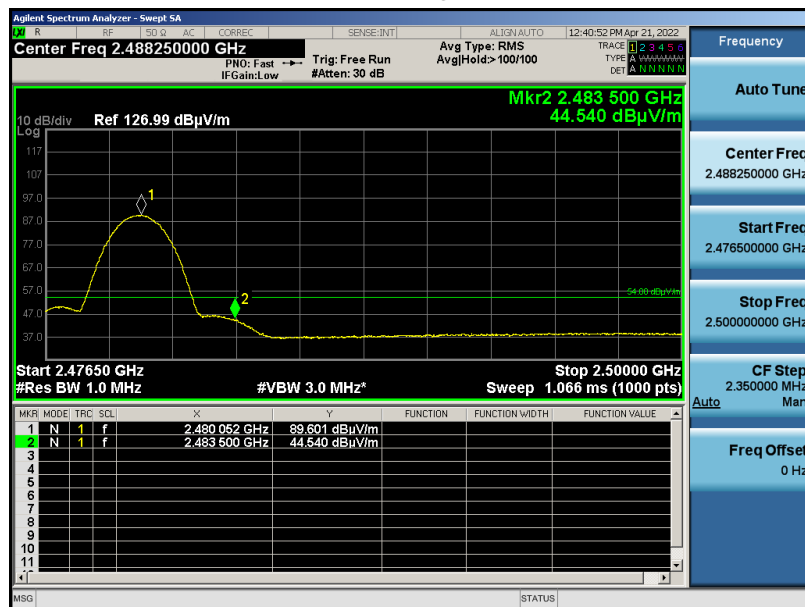 Agilent Spectrum Analyzer - Swept SA
LXI R RF 50 Ω AC CORREC SENSE:INT ALIGN AUTO 12:40:52 PM Apr 21, 2022
Center Freq 2.488250000 GHz
PNO: Fast
IFGain:Low
Trig: Free Run
#Atten: 30 dB
Avg Type: RMS
Avg|Hold:>100/100
TRACE 1 2 3 4 5 6
TYPE A WWWWW
DET A N N N N N
Mkr2 2.483 500 GHz
44.540 dBµV/m
10 dB/div Ref 126.99 dBµV/m
Log
117
107
97.0
87.0
77.0
67.0
57.0
47.0
37.0
1
2
54.00 dBµV/m
Start 2.47650 GHz Stop 2.50000 GHz
#Res BW 1.0 MHz #VBW 3.0 MHz* Sweep 1.066 ms (1000 pts)
MKR MODE TRC SCL X Y FUNCTION FUNCTION WIDTH FUNCTION VALUE
1 N 1 f 2.480 052 GHz 89.601 dBµV/m
2 N 1 f 2.483 500 GHz 44.540 dBµV/m
3
4
5
6
7
8
9
10
11
MSG STATUS
Frequency
Auto Tune
Center Freq
2.488250000 GHz
Start Freq
2.476500000 GHz
Stop Freq
2.500000000 GHz
CF Step
2.350000 MHz
Auto Man
Freq Offset
0 Hz